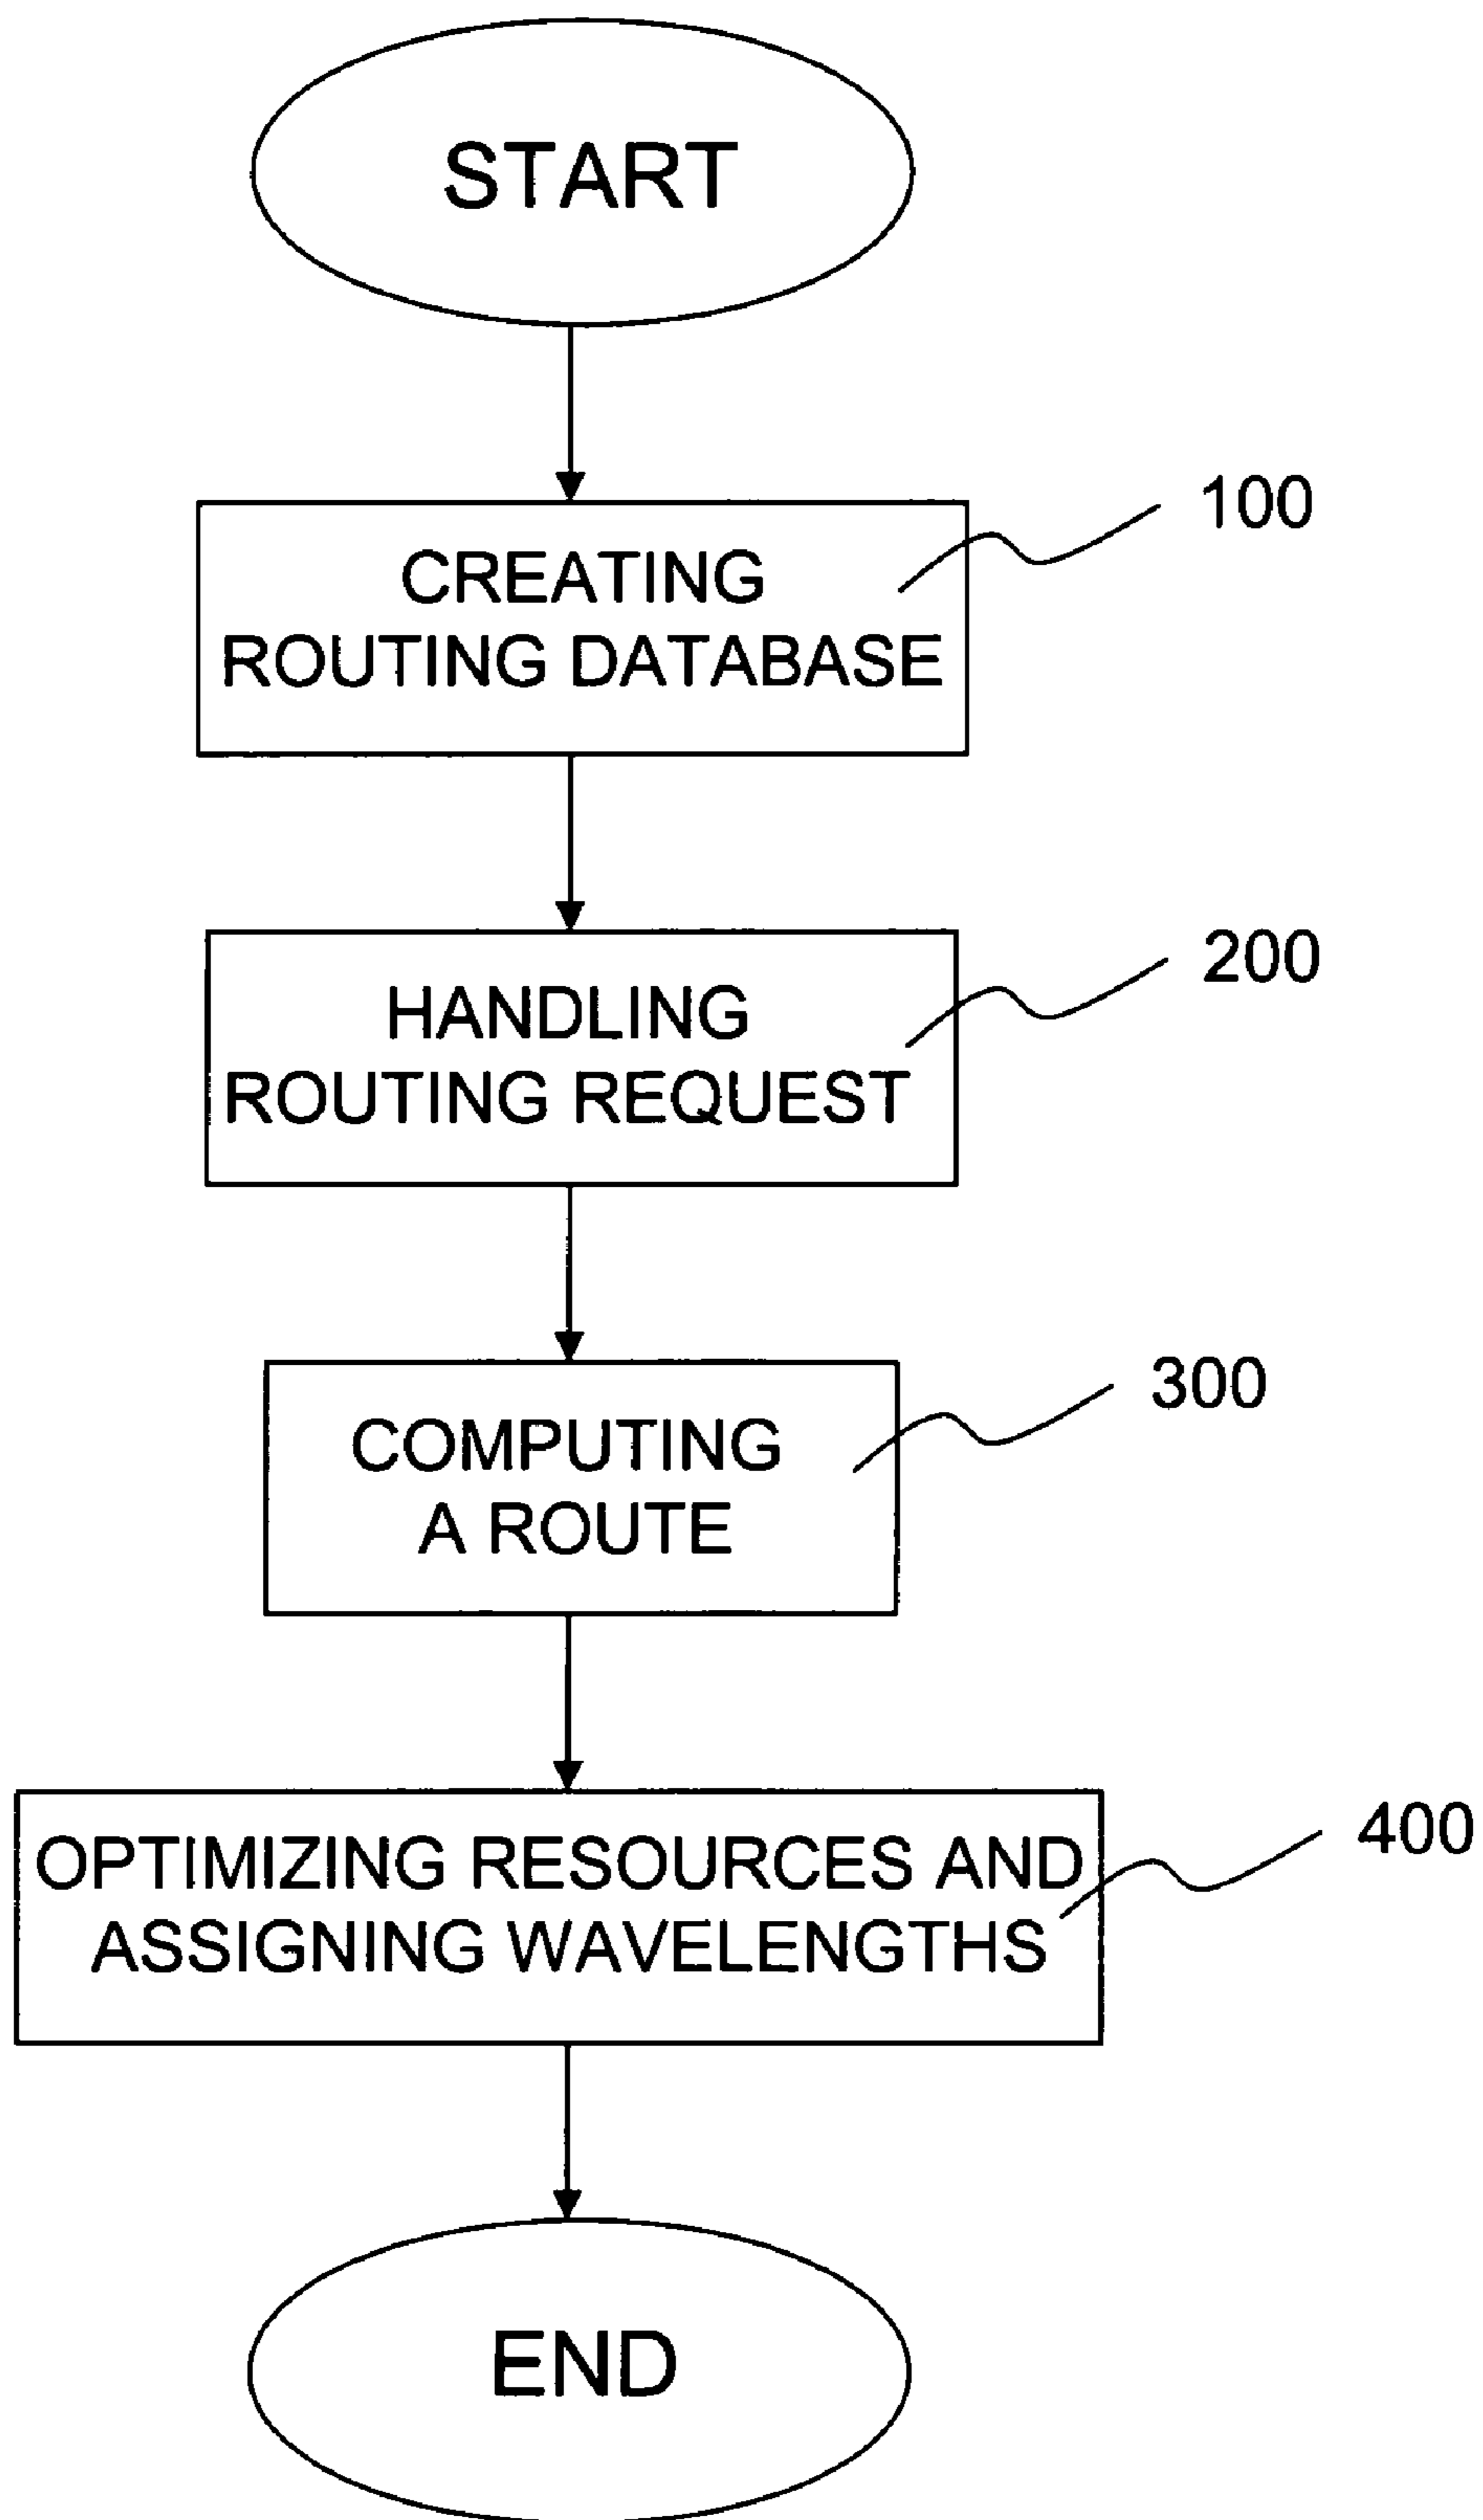 START
100
CREATING
ROUTING DATABASE
200
HANDLING
ROUTING REQUEST
300
COMPUTING
A ROUTE
400
OPTIMIZING RESOURCES AND
ASSIGNING WAVELENGTHS
END